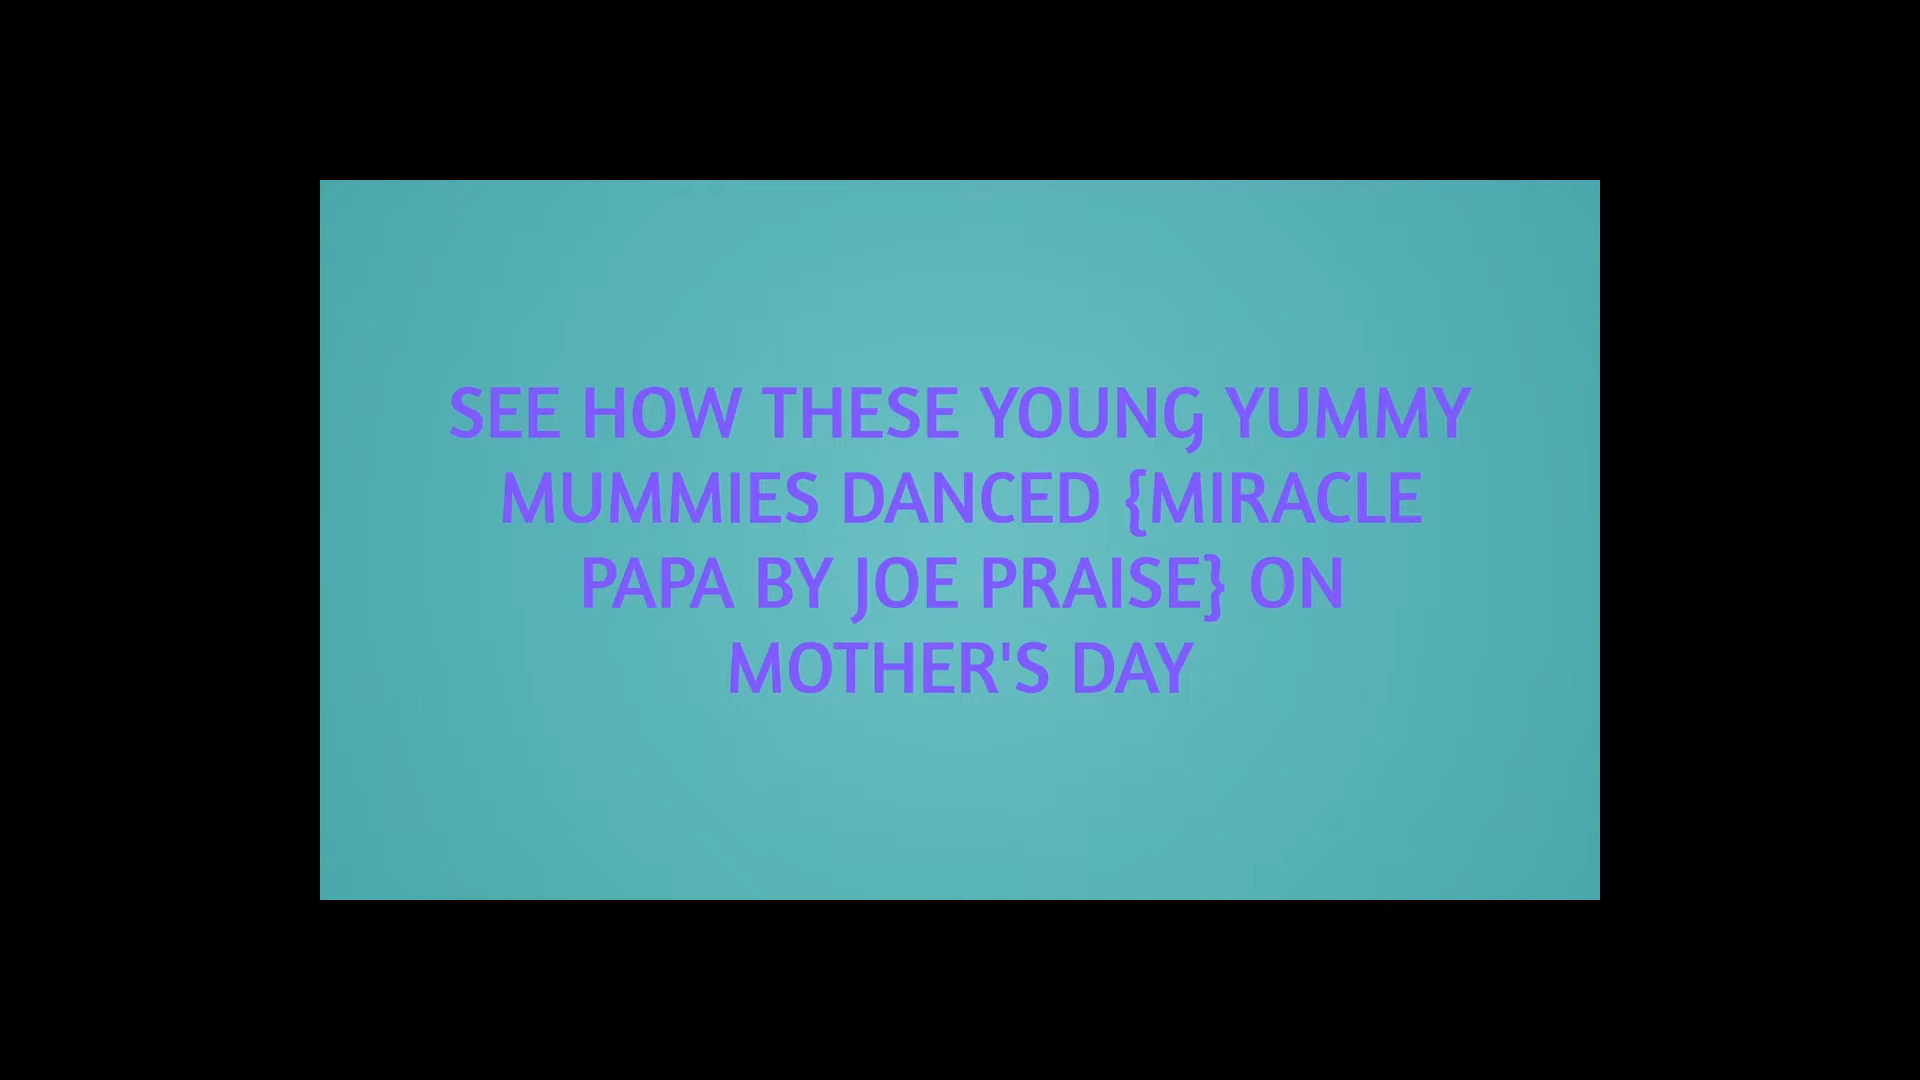 SEE HOW THESE YOUNG YUMMY
MUMMIES DANCED {MIRACLE
PAPA BY JOE PRAISE} ON
MOTHER'S DAY